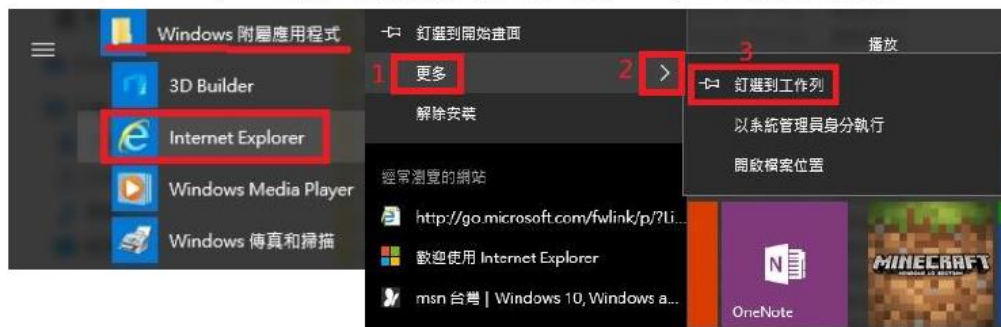 Windows 附屬應用程式
3D Builder
Internet Explorer
Windows Media Player
Windows 傳真和掃描
釘選到開始畫面
1 更多 2
解除安裝
經常瀏覽的網站
http://go.microsoft.com/fwlink/p/?Li...
歡迎使用 Internet Explorer
msn 台灣 | Windows 10, Windows a...
播放
3
釘選到工作列
以系統管理員身分執行
開啟檔案位置
OneNote
MINECRAFT
WINDOWS 10 EDITION